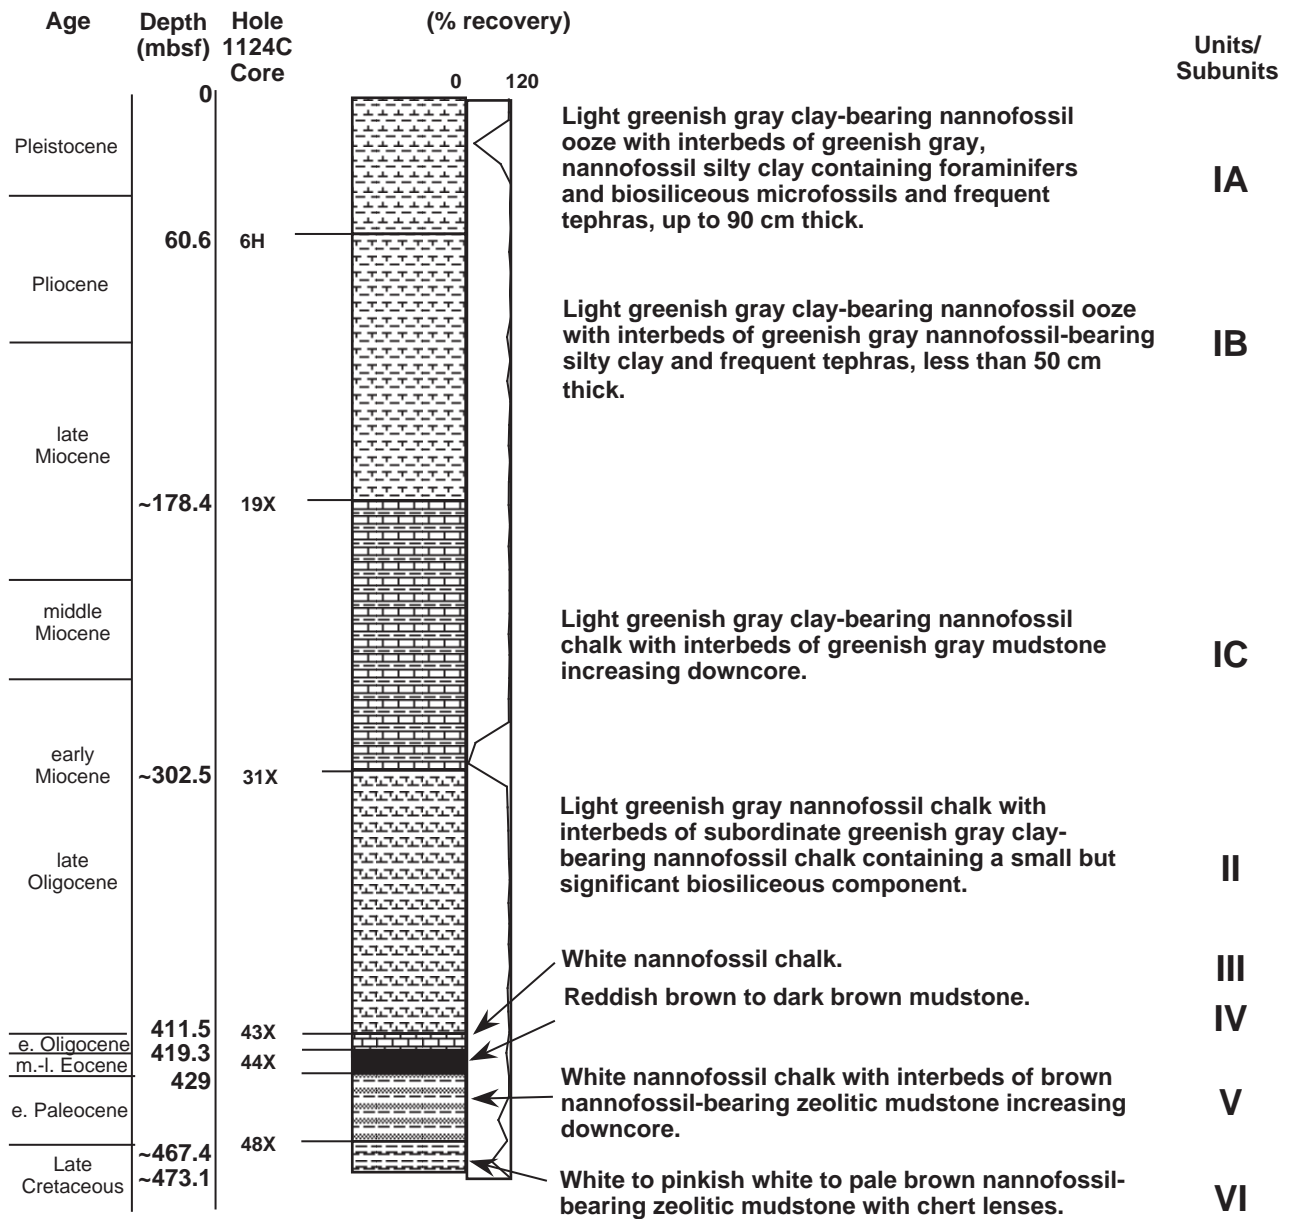 Age
Depth
(mbsf)
Hole
1124C
Core
(% recovery)
Units/
Subunits
0
120
0
Pleistocene
Light greenish gray clay-bearing nannofossil
ooze with interbeds of greenish gray,
nannofossil silty clay containing foraminifers
and biosiliceous microfossils and frequent
tephras, up to 90 cm thick.
IA
60.6
6H
Pliocene
Light greenish gray clay-bearing nannofossil ooze
with interbeds of greenish gray nannofossil-bearing
silty clay and frequent tephras, less than 50 cm
thick.
IB
late
Miocene
~178.4
19X
middle
Miocene
Light greenish gray clay-bearing nannofossil
chalk with interbeds of greenish gray mudstone
increasing downcore.
IC
early
Miocene
~302.5
31X
late
Oligocene
Light greenish gray nannofossil chalk with
interbeds of subordinate greenish gray clay-
bearing nannofossil chalk containing a small but
significant biosiliceous component.
II
White nannofossil chalk.
III
Reddish brown to dark brown mudstone.
IV
411.5
43X
e. Oligocene
419.3
44X
m.-l. Eocene
429
e. Paleocene
White nannofossil chalk with interbeds of brown
nannofossil-bearing zeolitic mudstone increasing
downcore.
V
~467.4
48X
Late
Cretaceous
~473.1
White to pinkish white to pale brown nannofossil-
bearing zeolitic mudstone with chert lenses.
VI